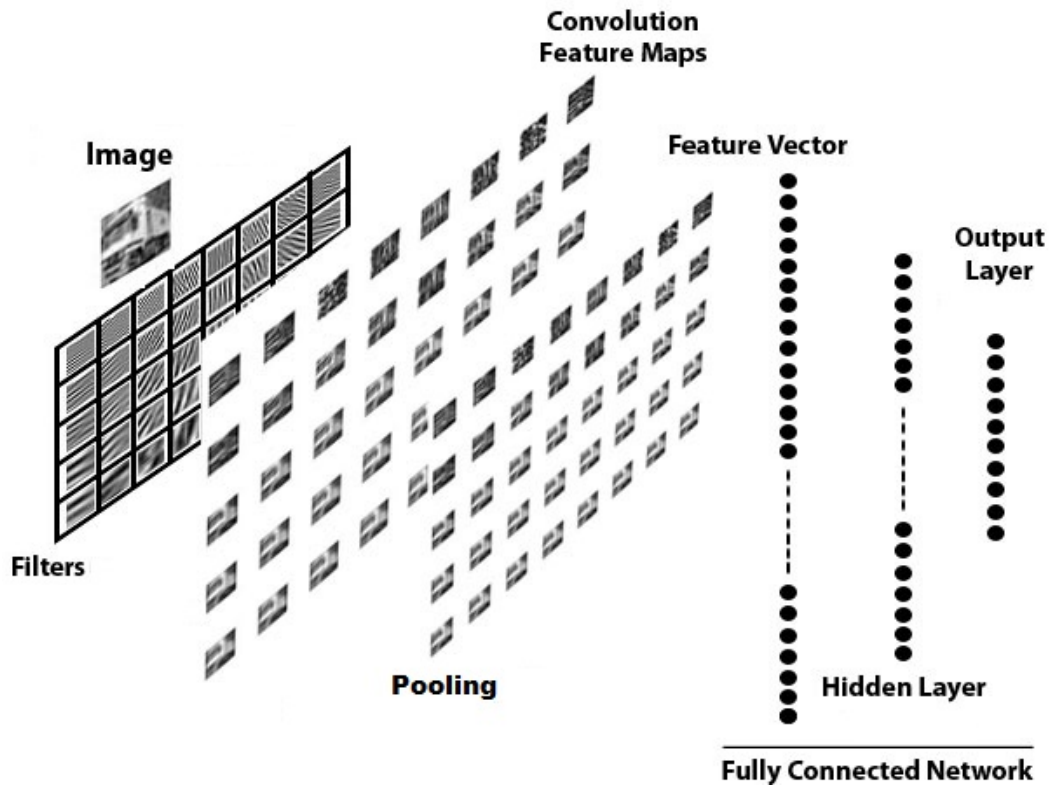 Convolution
Feature Maps
Image
Feature Vector
Output
Layer
Filters
Pooling
Hidden Layer
Fully Connected Network